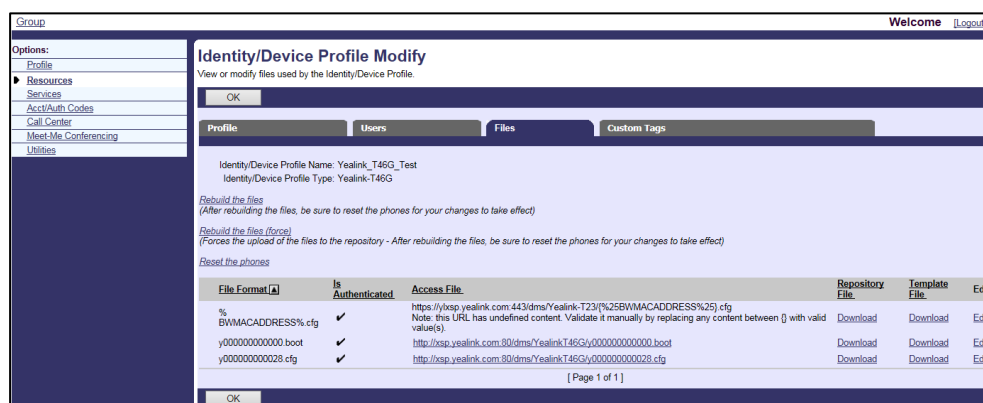 Group
Welcome [Logout
Options:
Profile
Resources
Services
Acct/Auth Codes
Call Center
Meet-Me Conferencing
Utilities
Identity/Device Profile Modify
View or modify files used by the Identity/Device Profile.
OK
Profile Users Files Custom Tags
Identity/Device Profile Name: Yealink_T46G_Test
Identity/Device Profile Type: Yealink-T46G
Rebuild the files
(After rebuilding the files, be sure to reset the phones for your changes to take effect)
Rebuild the files (force)
(Forces the upload of the files to the repository - After rebuilding the files, be sure to reset the phones for your changes to take effect)
Reset the phones
File Format Is Authenticated Access File Repository File Template File Ed
%BWMACADDRESS%.cfg ✔ https://ylxsp.yealink.com:443/dms/Yealink-T23/{%25BWMACADDRESS%25}.cfg
Note: this URL has undefined content. Validate it manually by replacing any content between {} with valid value(s). Download Download Ed
y000000000000.boot ✔ http://xsp.yealink.com:80/dms/YealinkT46G/y000000000000.boot Download Download Ed
y000000000028.cfg ✔ http://xsp.yealink.com:80/dms/YealinkT46G/y000000000028.cfg Download Download Ed
[ Page 1 of 1 ]
OK